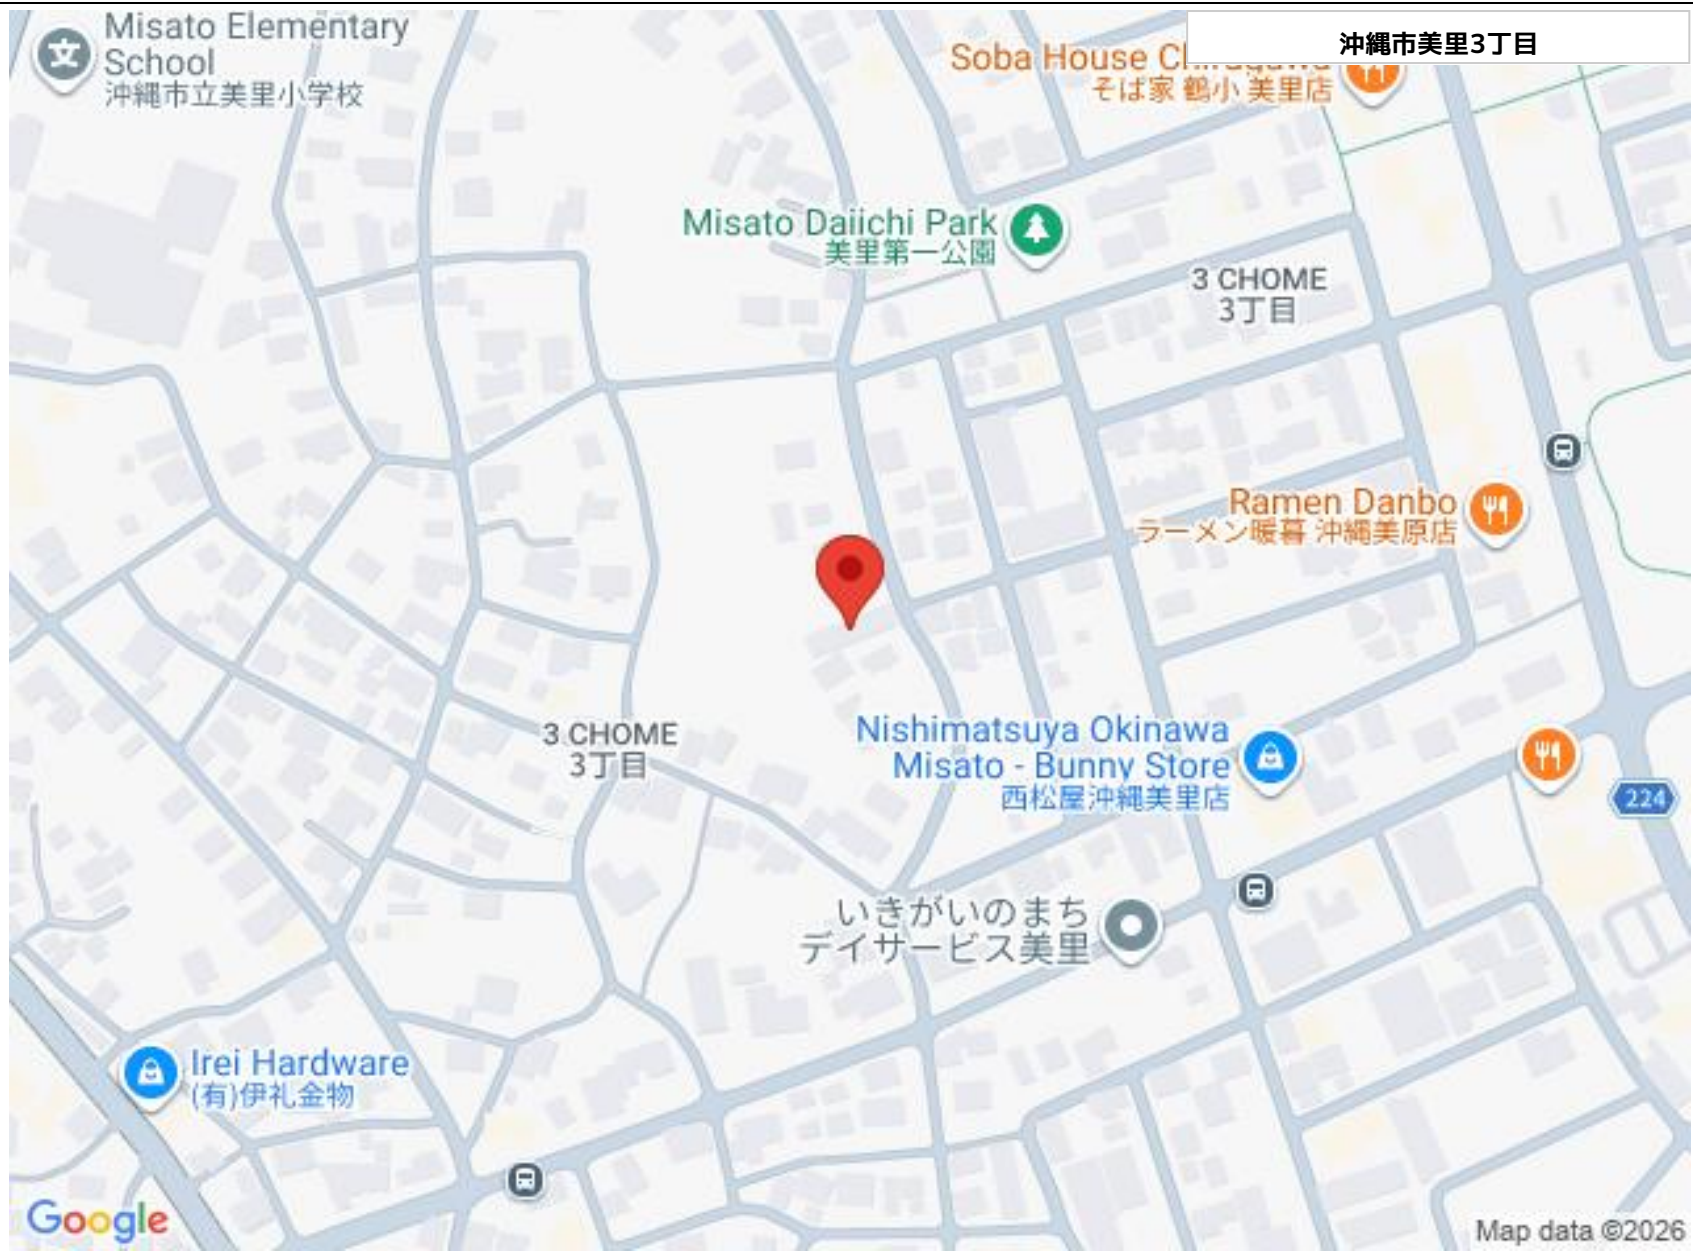 Misato Elementary
School
沖縄市立美里小学校
沖縄市美里3丁目
Soba House
そば家 鶴小 美里店
Misato Daiichi Park
美里第一公園
3 CHOME
3丁目
Ramen Danbo
ラーメン暖暮 沖縄美原店
3 CHOME
3丁目
Nishimatsuya Okinawa
Misato - Bunny Store
西松屋沖縄美里店
224
いきがいのまち
デイサービス美里
Irei Hardware
(有)伊礼金物
Google
Map data ©2026